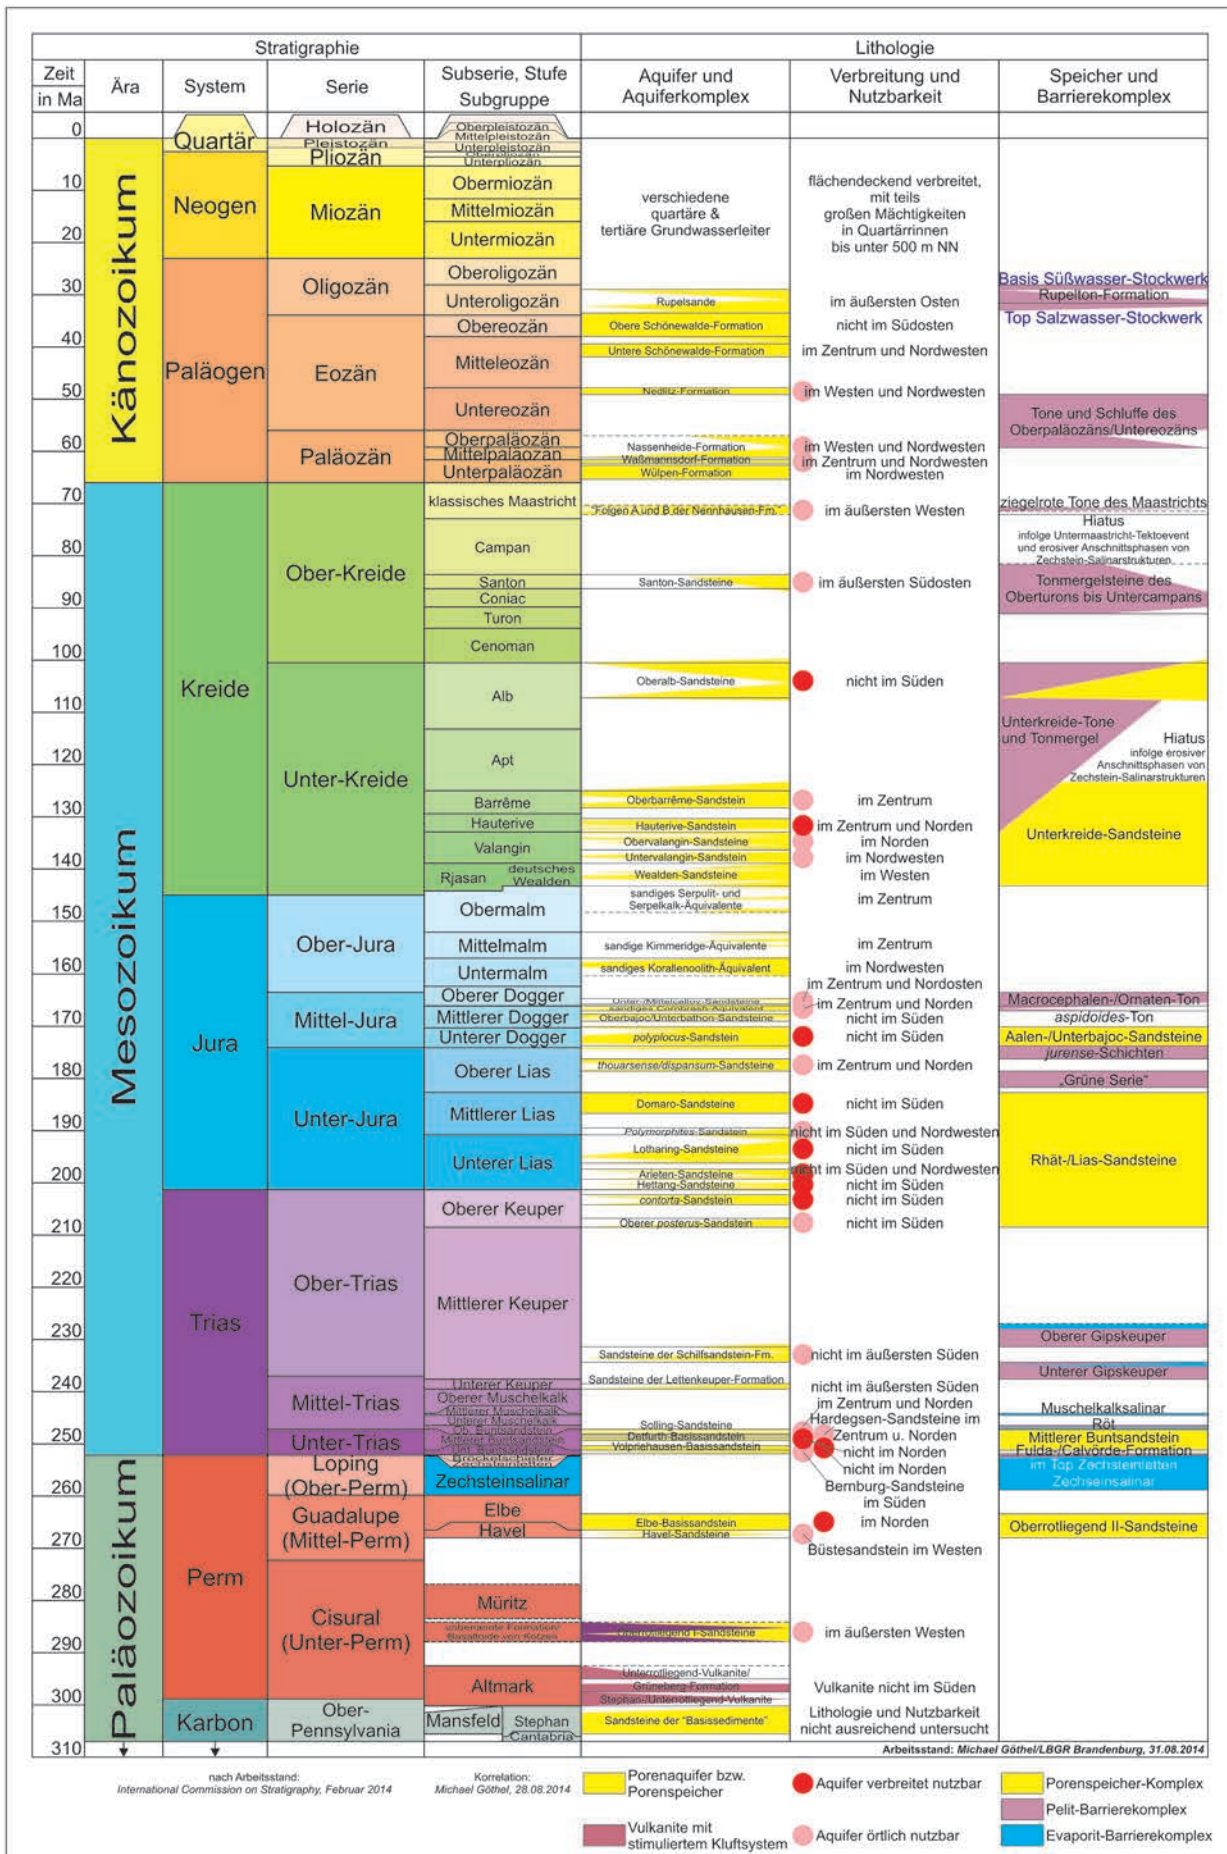 Stratigraphie
Lithologie
Zeit
in Ma
Ära
System
Serie
Subserie, Stufe
Subgruppe
Aquifer und
Aquiferkomplex
Verbreitung und
Nutzbarkeit
Speicher und
Barrierekomplex
0
10
20
30
40
50
60
70
80
90
100
110
120
130
140
150
160
170
180
190
200
210
220
230
240
250
260
270
280
290
300
310
Känozoikum
Mesozoikum
Paläozoikum
Quartär
Neogen
Paläogen
Kreide
Jura
Trias
Perm
Karbon
Holozän
Pleistozän
Pliozän
Miozän
Oligozän
Eozän
Paläozän
Ober-Kreide
Unter-Kreide
Ober-Jura
Mittel-Jura
Unter-Jura
Ober-Trias
Mittel-Trias
Unter-Trias
Loping
(Ober-Perm)
Guadalupe
(Mittel-Perm)
Cisural
(Unter-Perm)
Ober-
Pennsylvania
Oberpleistozän
Mittelpleistozän
Unterpleistozän
Oberpliozän
Unterpliozän
Obermiozän
Mittelmiozän
Untermiozän
Oberoligozän
Unteroligozän
Obereozän
Mitteleozän
Untereozän
Oberpaläozän
Mittelpaläozän
Unterpaläozän
klassisches Maastricht
Campan
Santon
Coniac
Turon
Cenoman
Alb
Apt
Barrême
Hauterive
Valangin
Rjasan
deutsches
Wealden
Obermalm
Mittelmalm
Untermalm
Oberer Dogger
Mittlerer Dogger
Unterer Dogger
Oberer Lias
Mittlerer Lias
Unterer Lias
Oberer Keuper
Mittlerer Keuper
Unterer Keuper
Oberer Muschelkalk
Mittlerer Muschelkalk
Unterer Muschelkalk
Ob. Buntsandstein
Mittlerer Buntsandstein
Unt. Buntsandstein
Bröckelschiefer
Zechsteinletten
Zechsteinsalinar
Elbe
Havel
Müritz
unbenannte Formation/
Basaltoide von Kotzen
Altmark
Mansfeld
Stephan
Cantabria
verschiedene
quartäre &
tertiäre Grundwasserleiter
Rupelsande
Obere Schönewalde-Formation
Untere Schönewalde-Formation
Nedlitz-Formation
Nassenheide-Formation
Waßmannsdorf-Formation
Wülpen-Formation
"Folgen A und B der Nennhausen-Fm."
Santon-Sandsteine
Oberalb-Sandsteine
Oberbarrême-Sandstein
Hauterive-Sandstein
Obervalangin-Sandsteine
Untervalangin-Sandstein
Wealden-Sandsteine
sandiges Serpulit- und
Serpelkalk-Äquivalente
sandige Kimmeridge-Äquivalente
sandiges Korallenoolith-Äquivalent
Unter-/Mittelcallov-Sandsteine
sandiges Cornbrash-Äquivalent
Oberbajoc/Unterbathon-Sandsteine
polyplocus-Sandstein
thouarsense/dispansum-Sandsteine
Domaro-Sandsteine
Polymorphites-Sandstein
Lotharing-Sandsteine
Arieten-Sandsteine
Hettang-Sandsteine
contorta-Sandstein
Oberer posterus-Sandstein
Sandsteine der Schilfsandstein-Fm.
Sandsteine der Lettenkeuper-Formation
Solling-Sandsteine
Detfurth-Basissandstein
Volpriehausen-Basissandstein
Elbe-Basissandstein
Havel-Sandsteine
Oberrotliegend I-Sandsteine
Unterrotliegend-Vulkanite/
Grüneberg-Formation
Stephan-/Unterrotliegend-Vulkanite
Sandsteine der "Basissedimente"
flächendeckend verbreitet,
mit teils
großen Mächtigkeiten
in Quartärrinnen
bis unter 500 m NN
im äußersten Osten
nicht im Südosten
im Zentrum und Nordwesten
im Westen und Nordwesten
im Westen und Nordwesten
im Zentrum und Nordwesten
im Nordwesten
im äußersten Westen
im äußersten Südosten
nicht im Süden
im Zentrum
im Zentrum und Norden
im Norden
im Nordwesten
im Westen
im Zentrum
im Zentrum
im Nordwesten
im Zentrum und Nordosten
im Zentrum und Norden
nicht im Süden
nicht im Süden
im Zentrum und Norden
nicht im Süden
nicht im Süden und Nordwesten
nicht im Süden
nicht im Süden und Nordwesten
nicht im Süden
nicht im Süden
nicht im Süden
nicht im äußersten Süden
nicht im äußersten Süden
im Zentrum und Norden
Hardegsen-Sandsteine im
Zentrum u. Norden
nicht im Norden
nicht im Norden
Bernburg-Sandsteine
im Süden
im Norden
Büstesandstein im Westen
im äußersten Westen
Vulkanite nicht im Süden
Lithologie und Nutzbarkeit
nicht ausreichend untersucht
Basis Süßwasser-Stockwerk
Rupelton-Formation
Top Salzwasser-Stockwerk
Tone und Schluffe des
Oberpaläozäns/Untereozäns
ziegelrote Tone des Maastrichts
Hiatus
infolge Untermaastricht-Tektoevent
und erosiver Anschnittphasen von
Zechstein-Salinarstrukturen
Tonmergelsteine des
Oberturons bis Untercampans
Unterkreide-Tone
und Tonmergel
Hiatus
infolge erosiver
Anschnittphasen von
Zechstein-Salinarstrukturen
Unterkreide-Sandsteine
Macrocephalen-/Ornaten-Ton
aspidoides-Ton
Aalen-/Unterbajoc-Sandsteine
jurense-Schichten
„Grüne Serie"
Rhät-/Lias-Sandsteine
Oberer Gipskeuper
Unterer Gipskeuper
Muschelkalksalinar
Röt
Mittlerer Buntsandstein
Fulda-/Calvörde-Formation
im Top Zechsteinletten
Zechseinsalinar
Oberrotliegend II-Sandsteine
Arbeitsstand: Michael Göthel/LBGR Brandenburg, 31.08.2014
nach Arbeitsstand:
International Commission on Stratigraphy, Februar 2014
Korrelation:
Michael Göthel, 28.08.2014
Porenaquifer bzw.
Porenspeicher
Vulkanite mit
stimuliertem Kluftsystem
Aquifer verbreitet nutzbar
Aquifer örtlich nutzbar
Porenspeicher-Komplex
Pelit-Barrierekomplex
Evaporit-Barrierekomplex